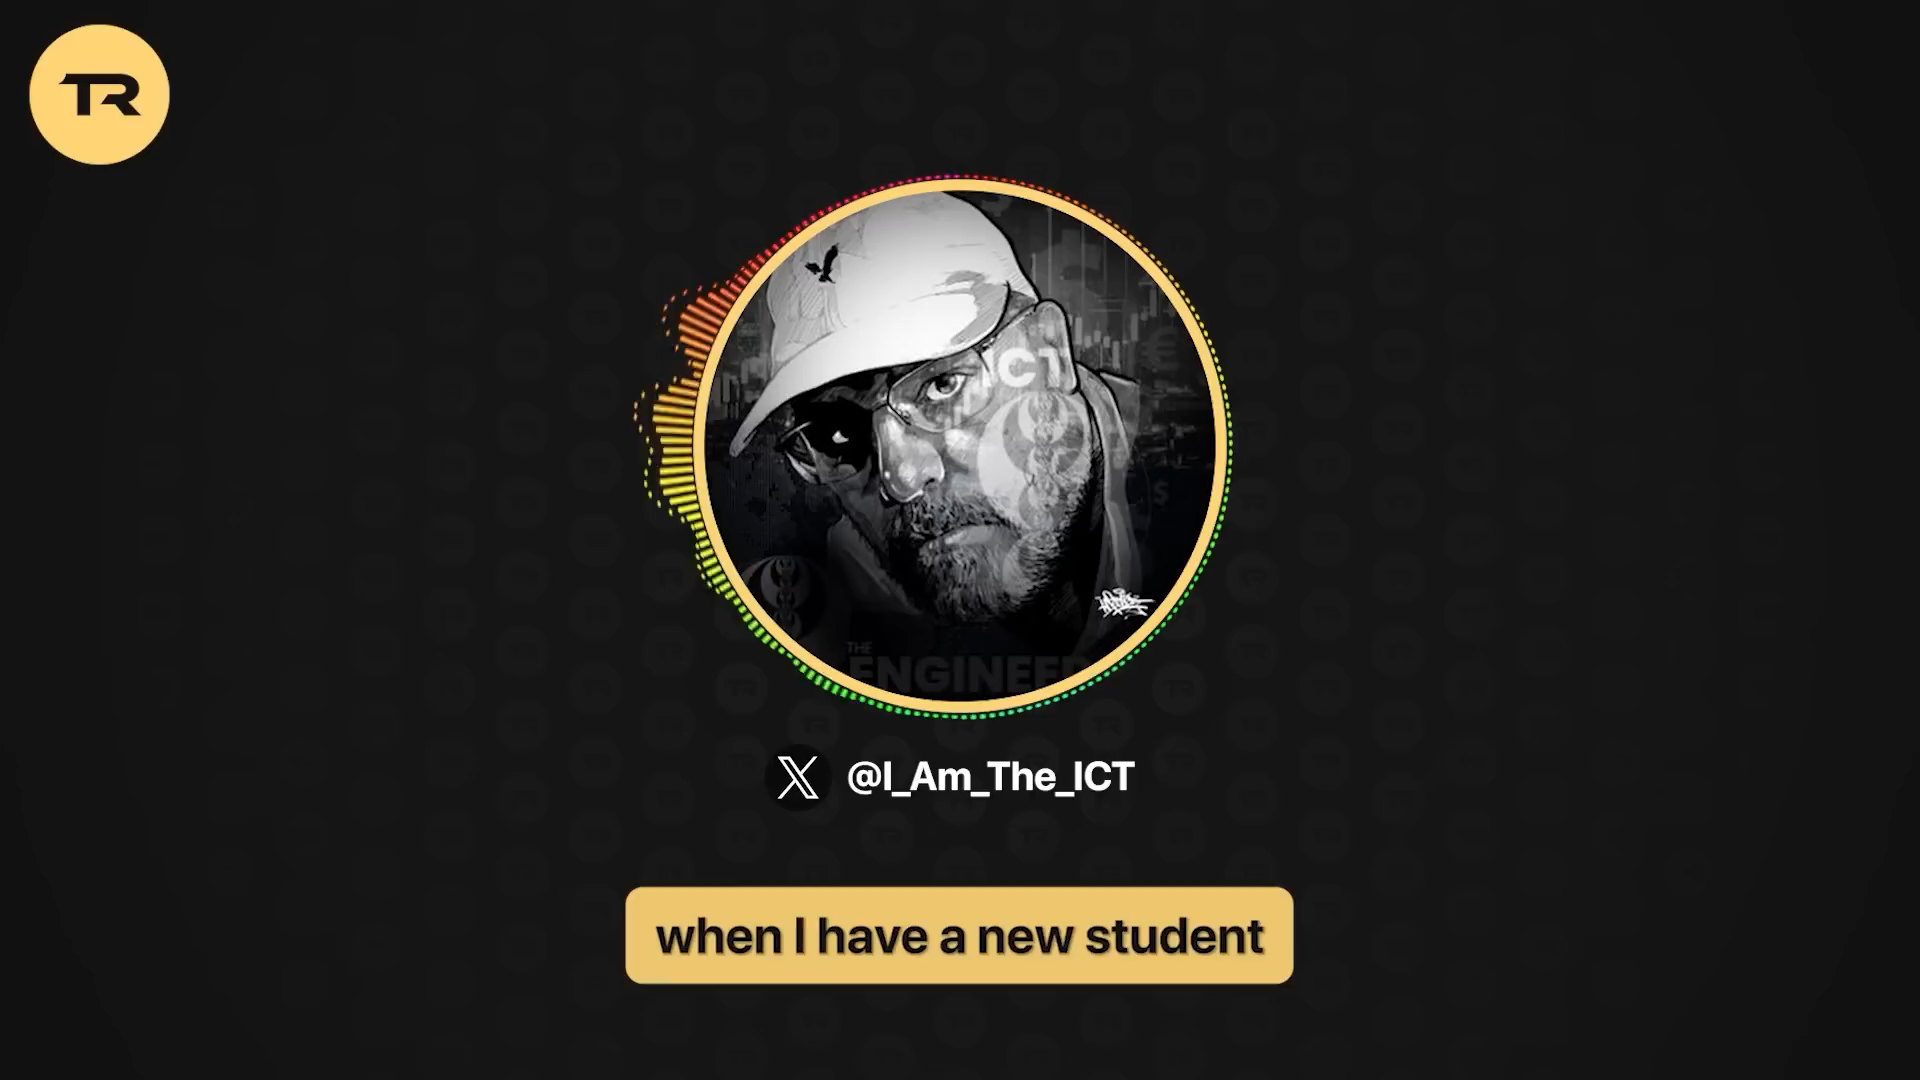 TR
ICT
THE
ENGINEER
@I_Am_The_ICT
when I have a new student